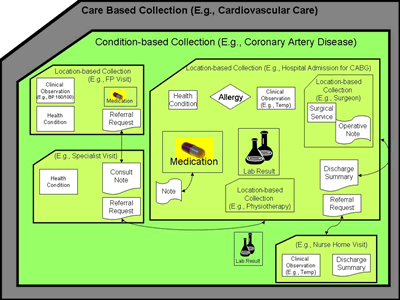 Care Based Collection (E.g., Cardiovascular Care)
Condition-based Collection (E.g., Coronary Artery Disease)
Location-based Collection
(E.g., FP Visit)
Clinical
Observation
(E.g., BP 160/100)
Medication
Health
Condition
Referral
Request
(E.g., Specialist Visit)
Health
Condition
Consult
Note
Referral
Request
Location-based Collection (E.g., Hospital Admission for CABG)
Health
Condition
Allergy
Clinical
Observation
(E.g., Temp)
Location-based
Collection
(E.g., Surgeon)
Surgical
Service
Operative
Note
Medication
Lab Result
Note
Location-based
Collection
(E.g., Physiotherapy)
Discharge
Summary
Referral
Request
Lab Result
(E.g., Nurse Home Visit)
Clinical
Observation
(E.g., Temp)
Discharge
Summary